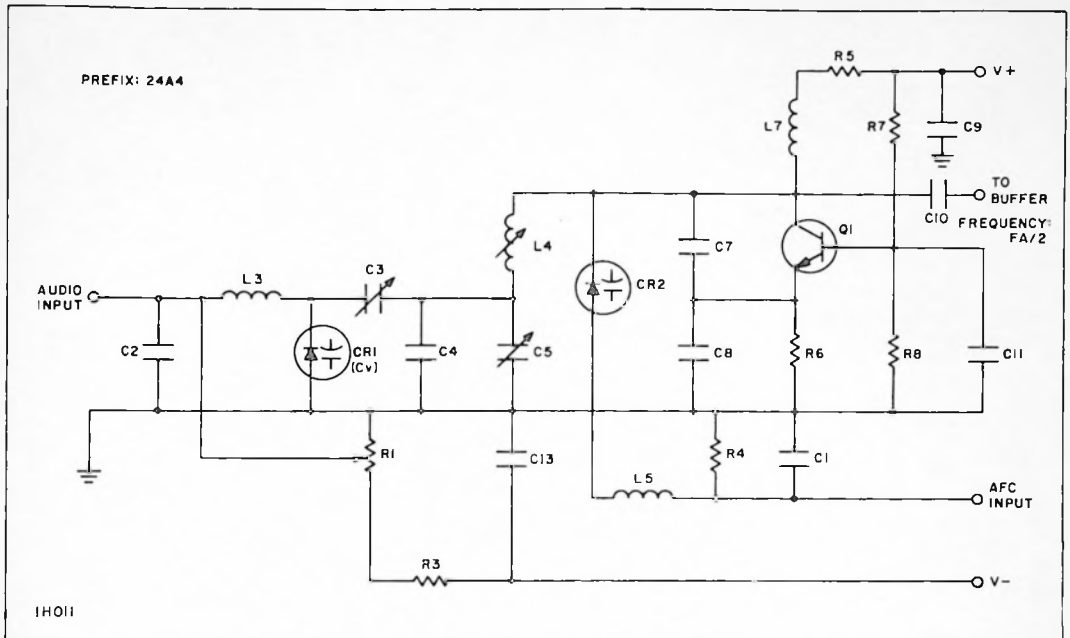 PREFIX: 24A4
R5
V+
L7
R7
C9
TO
BUFFER
C10
FREQUENCY:
FA/2
Q1
L4
C7
C3
CR2
L3
AUDIO
INPUT
C2
CR1
(Cv)
C4
C5
C8
R6
R8
C11
R1
C13
R4
C1
L5
AFC
INPUT
R3
V-
1H011